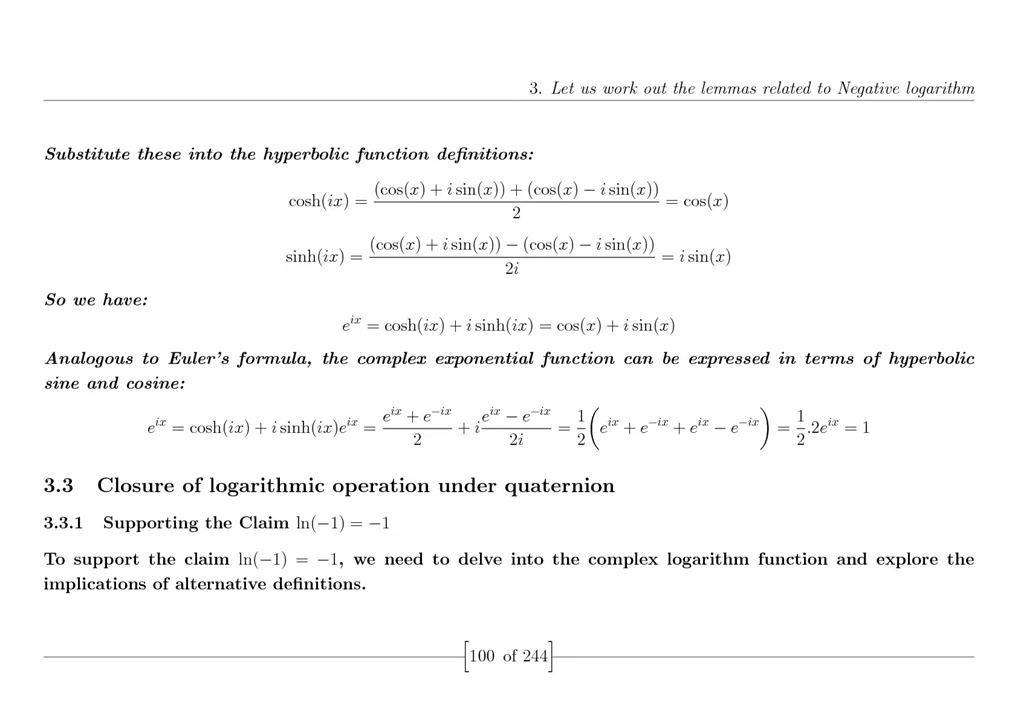 3. Let us work out the lemmas related to Negative logarithm
Substitute these into the hyperbolic function definitions:
cosh(ix) = \frac{(cos(x) + i sin(x)) + (cos(x) − i sin(x))}{2} = cos(x)
sinh(ix) = \frac{(cos(x) + i sin(x)) − (cos(x) − i sin(x))}{2i} = i sin(x)
So we have:
e^{ix} = cosh(ix) + i sinh(ix) = cos(x) + i sin(x)
Analogous to Euler's formula, the complex exponential function can be expressed in terms of hyperbolic
sine and cosine:
e^{ix} = cosh(ix) + i sinh(ix)e^{ix} = \frac{e^{ix} + e^{−ix}}{2} + i\frac{e^{ix} − e^{−ix}}{2i} = \frac{1}{2}(e^{ix} + e^{−ix} + e^{ix} − e^{−ix}) = \frac{1}{2}.2e^{ix} = 1
3.3 Closure of logarithmic operation under quaternion
3.3.1 Supporting the Claim ln(−1) = −1
To support the claim ln(−1) = −1, we need to delve into the complex logarithm function and explore the
implications of alternative definitions.
[100 of 244]